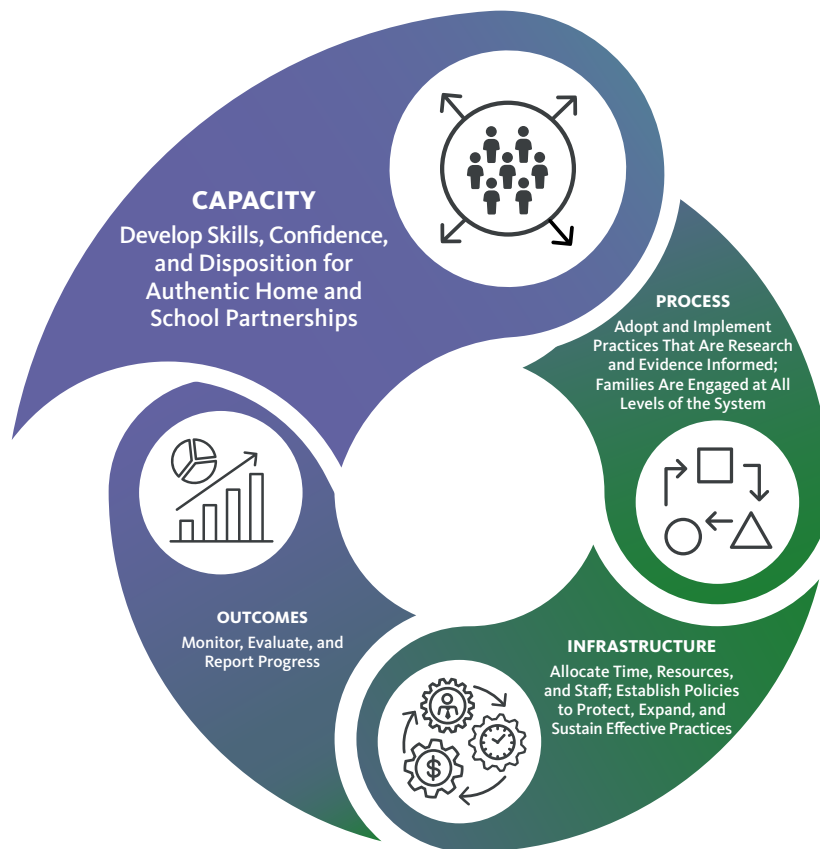 CAPACITY
Develop Skills, Confidence,
and Disposition for
Authentic Home and
School Partnerships
PROCESS
Adopt and Implement
Practices That Are Research
and Evidence Informed;
Families Are Engaged at All
Levels of the System
INFRASTRUCTURE
Allocate Time, Resources,
and Staff; Establish Policies
to Protect, Expand, and
Sustain Effective Practices
$
OUTCOMES
Monitor, Evaluate, and
Report Progress